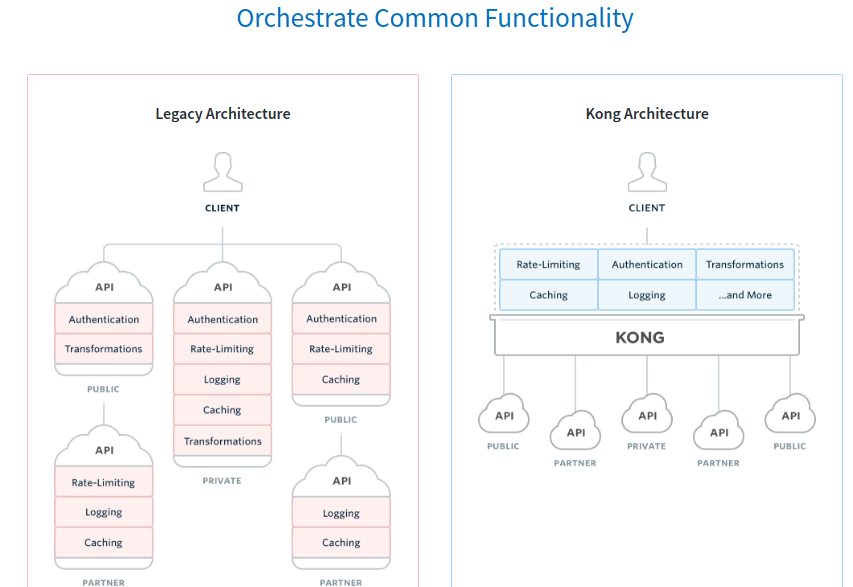 Orchestrate Common Functionality
Legacy Architecture
CLIENT
API
Authentication
Transformations
PUBLIC
API
Rate-Limiting
Logging
Caching
PARTNER
API
Authentication
Rate-Limiting
Logging
Caching
Transformations
PRIVATE
API
Authentication
Rate-Limiting
Caching
PUBLIC
API
Logging
Caching
PARTNER
Kong Architecture
CLIENT
Rate-Limiting
Authentication
Transformations
Caching
Logging
...and More
KONG
API
PUBLIC
API
PARTNER
API
PRIVATE
API
PARTNER
API
PUBLIC